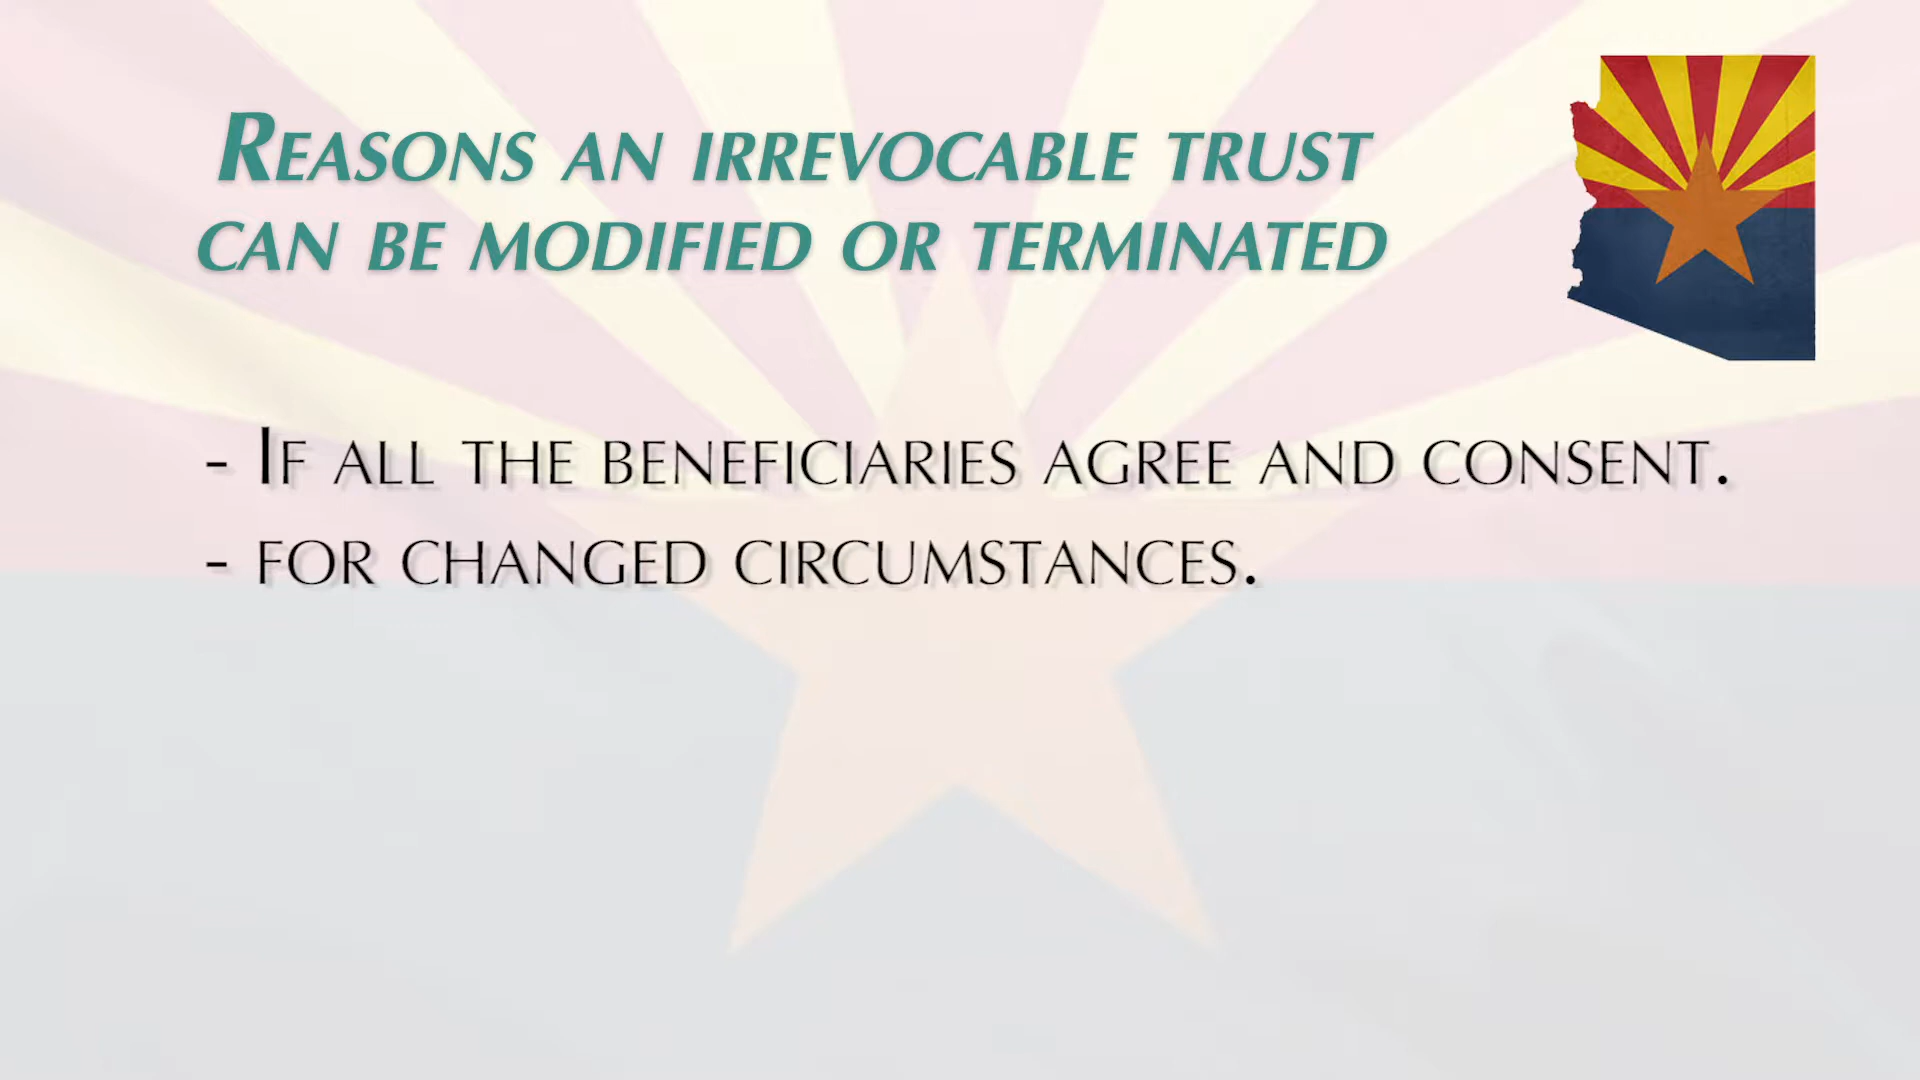 Reasons an irrevocable trust
can be modified or terminated
- If all the beneficiaries agree and consent.
- for changed circumstances.